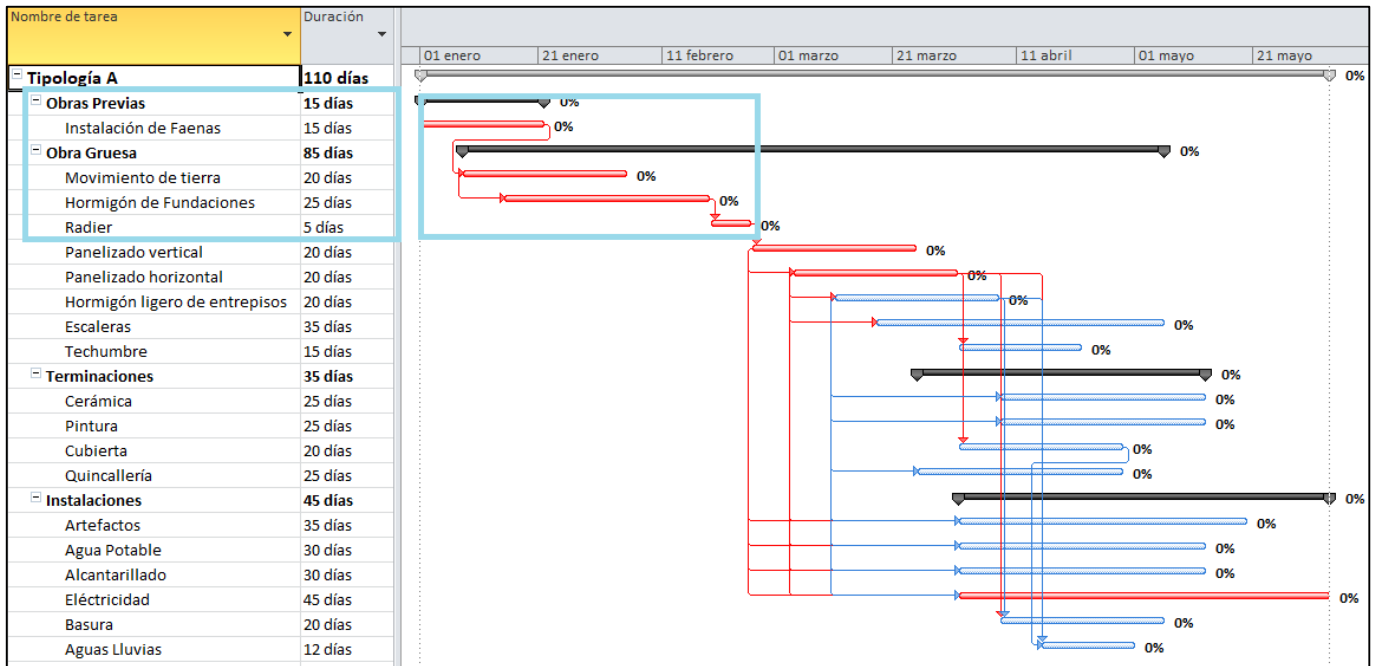 Nombre de tarea Duración
01 enero 21 enero 11 febrero 01 marzo 21 marzo 11 abril 01 mayo 21 mayo
Tipología A 110 días 0%
Obras Previas 15 días 0%
Instalación de Faenas 15 días 0%
Obra Gruesa 85 días 0%
Movimiento de tierra 20 días 0%
Hormigón de Fundaciones 25 días 0%
Radier 5 días 0%
Panelizado vertical 20 días 0%
Panelizado horizontal 20 días 0%
Hormigón ligero de entrepisos 20 días 0%
Escaleras 35 días 0%
Techumbre 15 días 0%
Terminaciones 35 días 0%
Cerámica 25 días 0%
Pintura 25 días 0%
Cubierta 20 días 0%
Quincallería 25 días 0%
Instalaciones 45 días 0%
Artefactos 35 días 0%
Agua Potable 30 días 0%
Alcantarillado 30 días 0%
Eléctricidad 45 días 0%
Basura 20 días 0%
Aguas Lluvias 12 días 0%